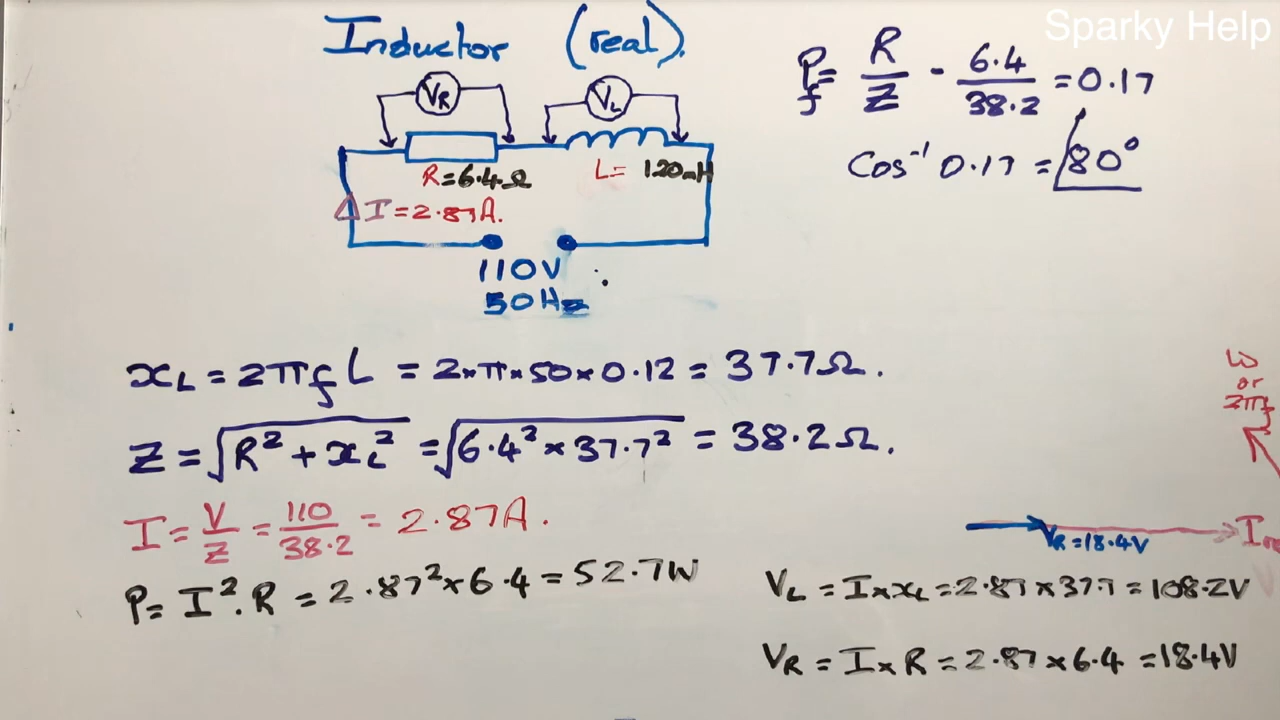 Sparky Help
Inductor (real).
VR
VL
R=6.4Ω
L= 120mH
I=2.87A.
110V
50Hz
Pf= R/Z - 6.4/38.2 =0.17
Cos⁻¹ 0.17 = 80°
xL = 2πfL = 2×π×50×0.12 = 37.7Ω.
Z = √R² + xL² = √6.4² × 37.7² = 38.2Ω.
I = V/Z = 110/38.2 = 2.87A.
P= I². R = 2.87² × 6.4 = 52.7W
W
or
2πf
VR=18.4V
VL = I×xL = 2.87 × 37.7 = 108.2V
VR = I×R = 2.87 × 6.4 = 18.4V